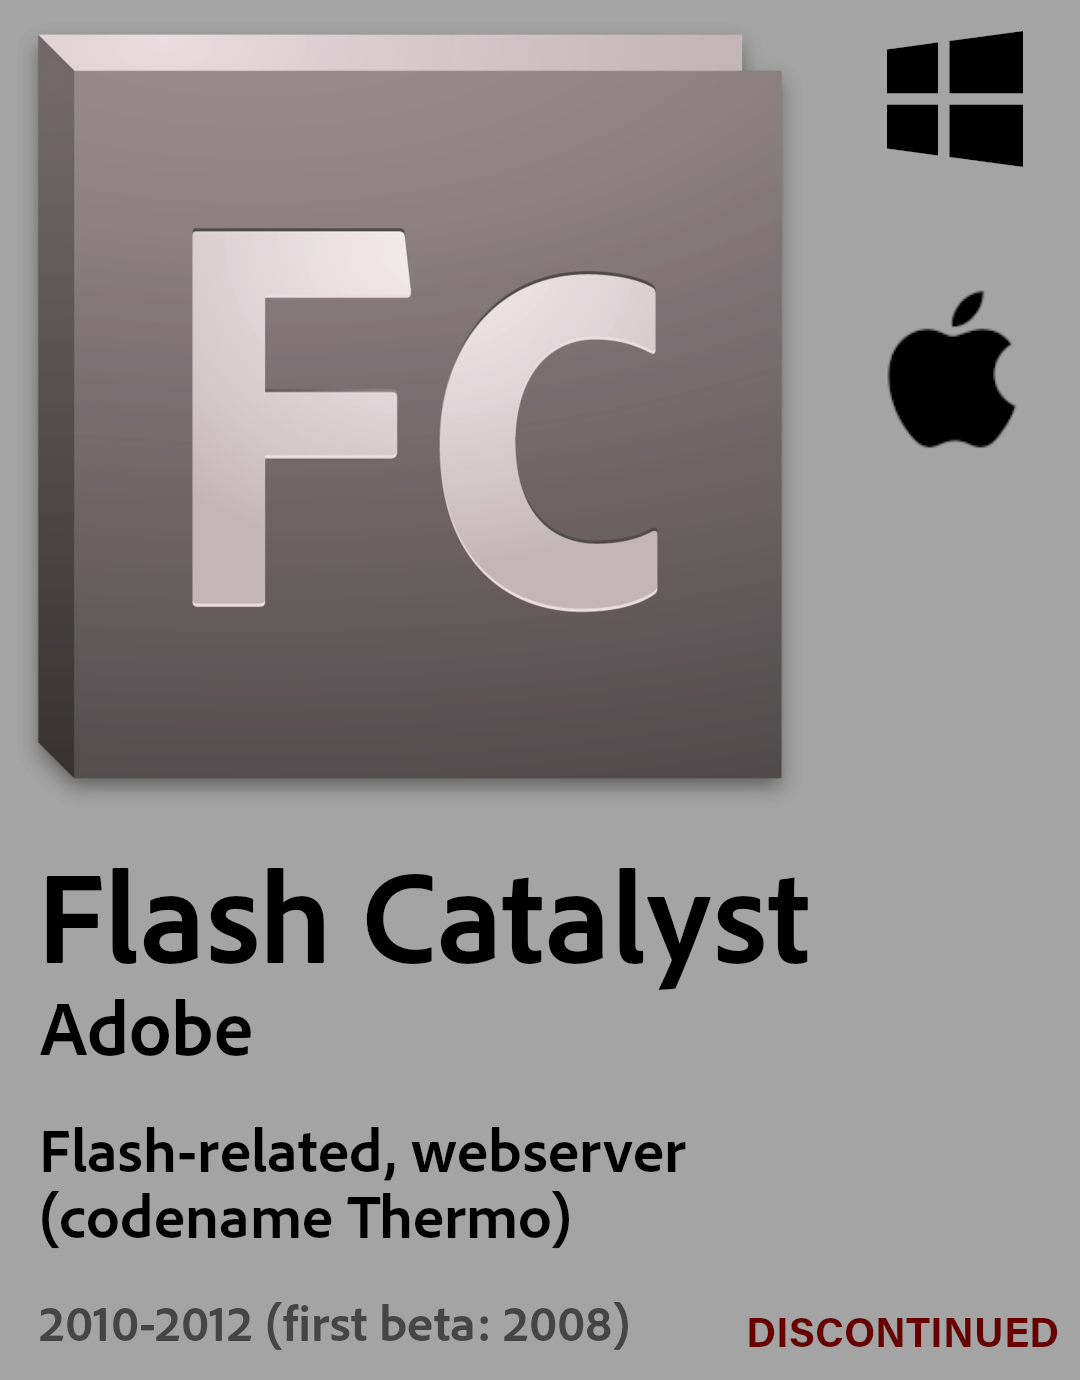 Fc
Flash Catalyst
Adobe
Flash-related, webserver
(codename Thermo)
2010-2012 (first beta: 2008)
DISCONTINUED